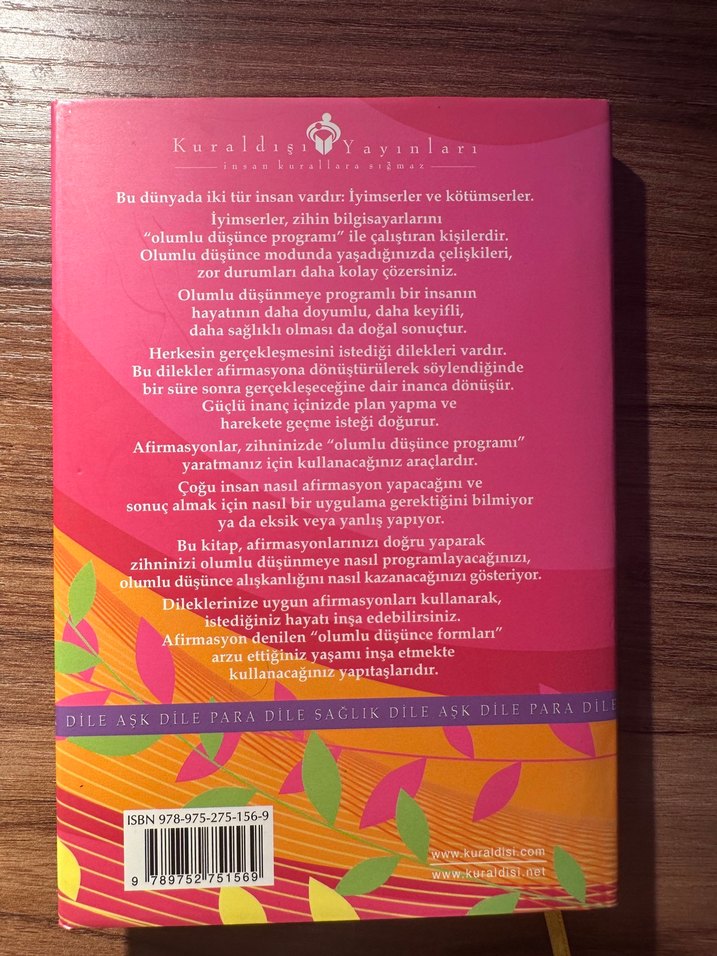 Kuraldışı Yayınları
insan kurallara sığmaz
Bu dünyada iki tür insan vardır: İyimserler ve kötümserler.
İyimserler, zihin bilgisayarlarını
“olumlu düşünce programı” ile çalıştıran kişilerdir.
Olumlu düşünce modunda yaşadığınızda çelişkileri,
zor durumları daha kolay çözersiniz.
Olumlu düşünmeye programlı bir insanın
hayatının daha doyumlu, daha keyifli,
daha sağlıklı olması da doğal sonuçtur.
Herkesin gerçekleşmesini istediği dilekleri vardır.
Bu dilekler afirmasyona dönüştürülerek söylendiğinde
bir süre sonra gerçekleşeceğine dair inanca dönüşür.
Güçlü inanç içinizde plan yapma ve
harekete geçme isteği doğurur.
Afirmasyonlar, zihninizde “olumlu düşünce programı”
yaratmanız için kullanacağınız araçlardır.
Çoğu insan nasıl afirmasyon yapacağını ve
sonuç almak için nasıl bir uygulama gerektiğini bilmiyor
ya da eksik veya yanlış yapıyor.
Bu kitap, afirmasyonlarınızı doğru yaparak
zihninizi olumlu düşünmeye nasıl programlayacağınızı,
olumlu düşünce alışkanlığını nasıl kazanacağınızı gösteriyor.
Dileklerinize uygun afirmasyonları kullanarak,
istediğiniz hayatı inşa edebilirsiniz.
Afirmasyon denilen “olumlu düşünce formları”
arzu ettiğiniz yaşamı inşa etmekte
kullanacağınız yapıtaşlarıdır.
DİLE AŞK DİLE PARA DİLE SAĞLIK DİLE AŞK DİLE PARA DİLE
ISBN 978-975-275-156-9
9 789752 751569
www.kuraldisi.com
www.kuraldisi.net